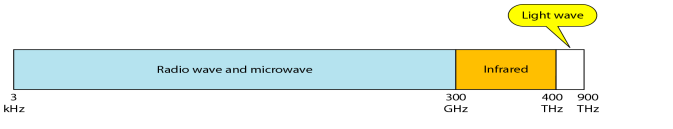 Light wave
Radio wave and microwave
Infrared
3 300 400 900
kHz GHz THz THz